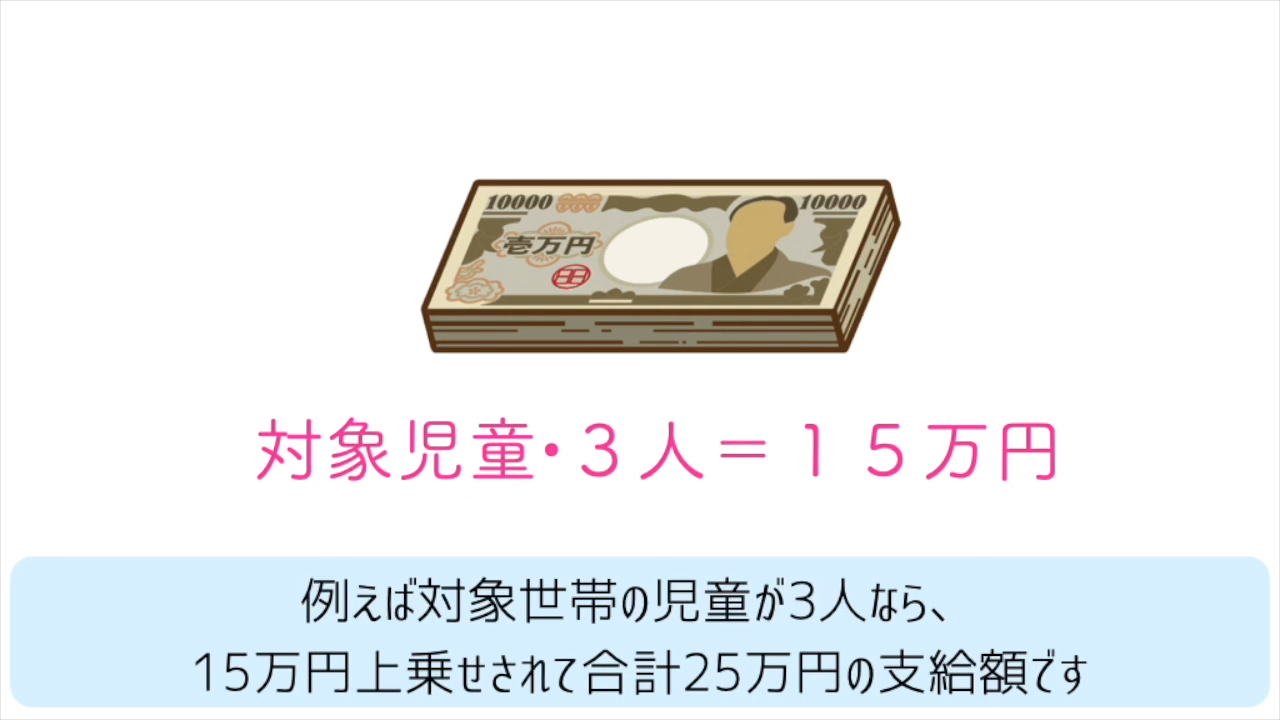 10000 10000
壱万円
対象児童・３人＝１５万円
例えば対象世帯の児童が3人なら、
15万円上乗せされて合計25万円の支給額です